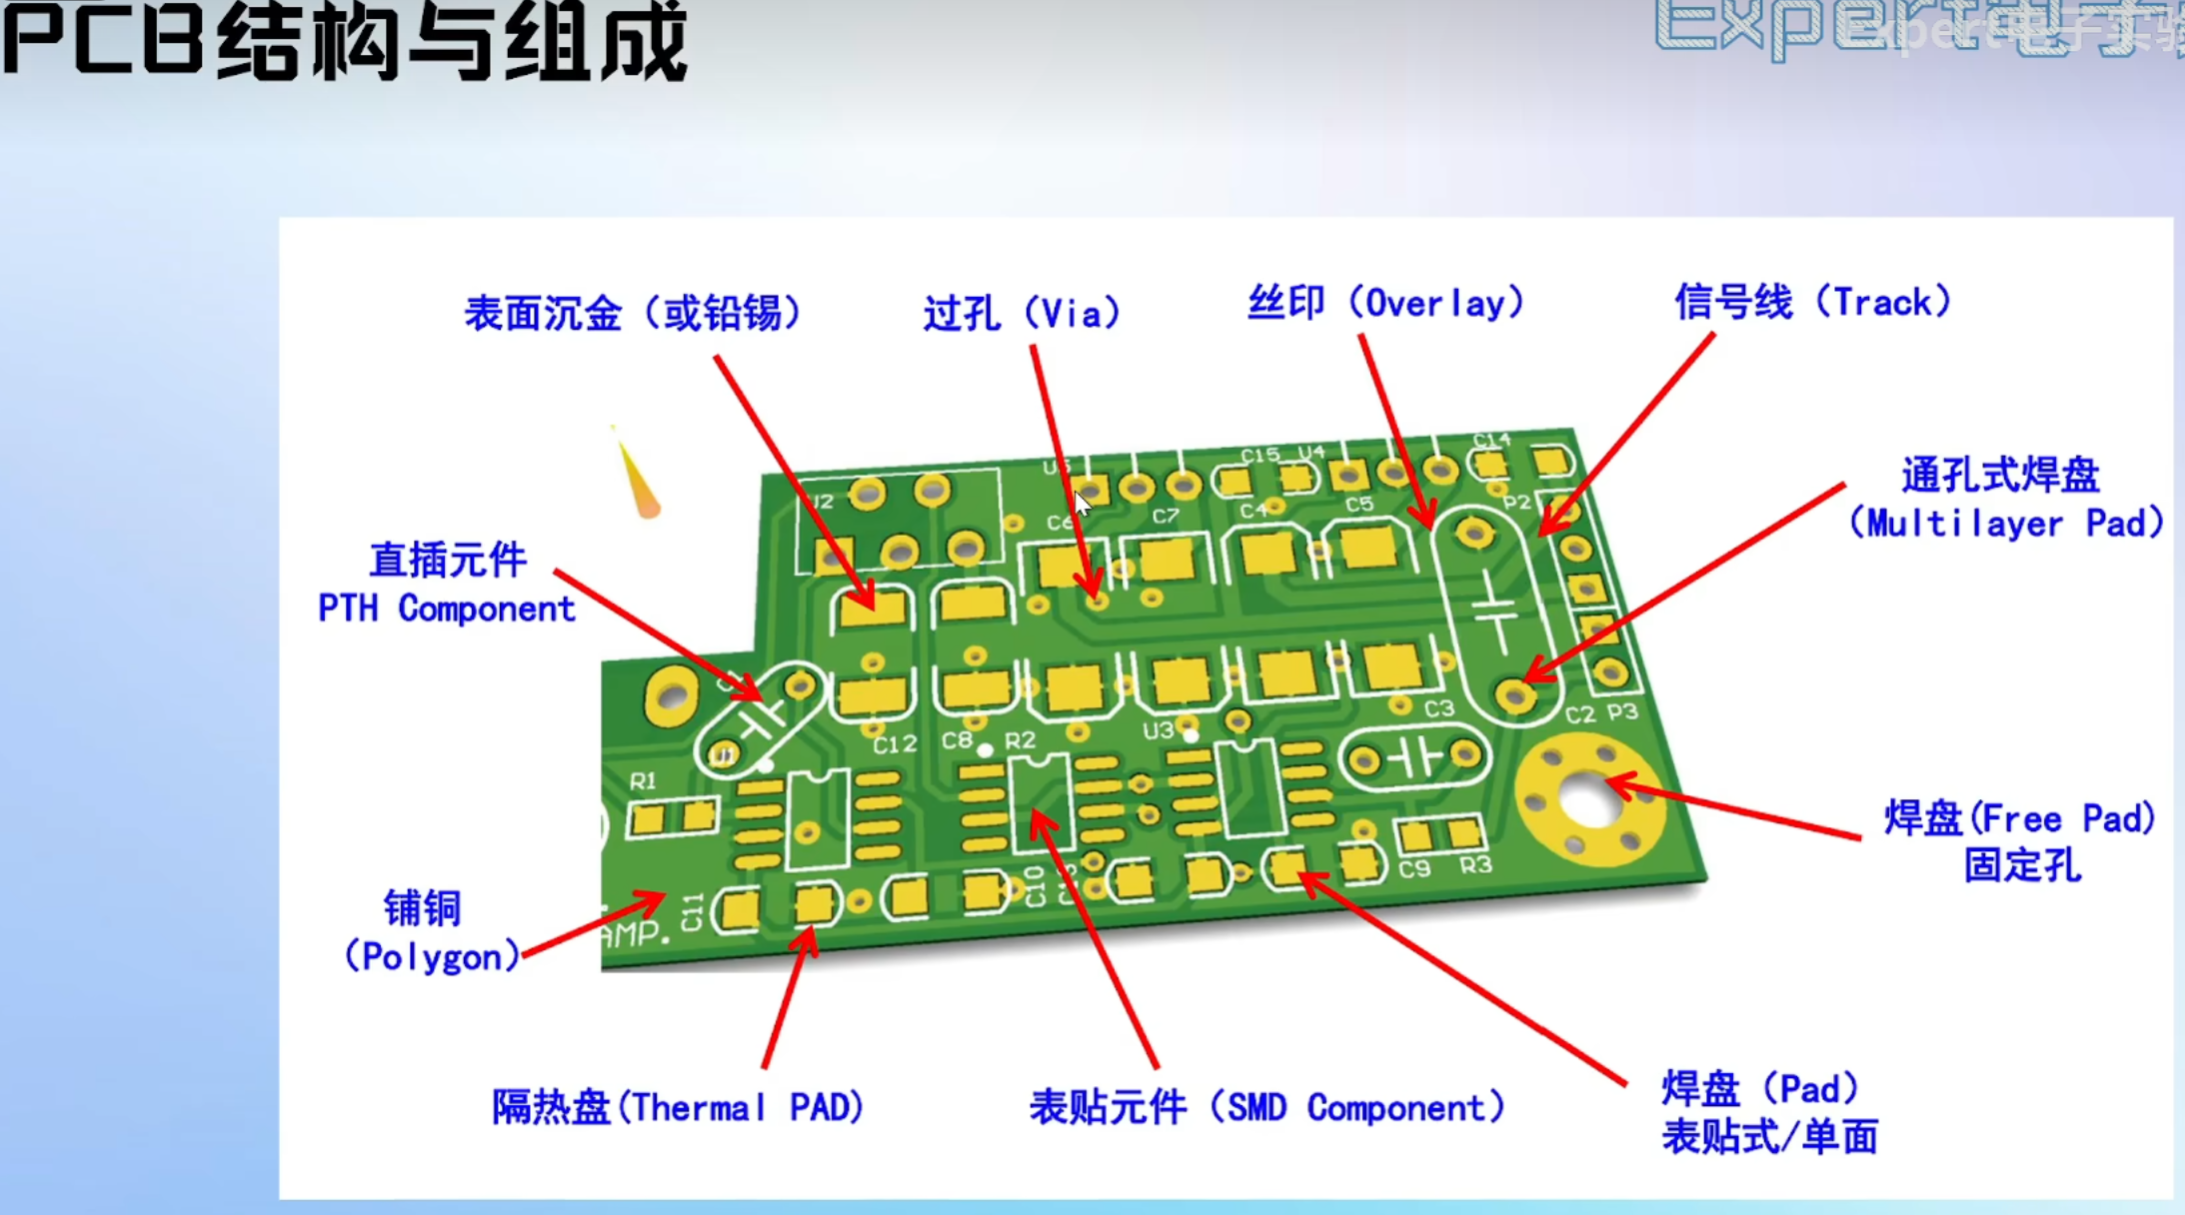 PCB结构与组成
Expert电子实验
表面沉金（或铅锡）
过孔（Via）
丝印（Overlay）
信号线（Track）
通孔式焊盘
（Multilayer Pad）
直插元件
PTH Component
焊盘(Free Pad)
固定孔
铺铜
（Polygon）
隔热盘(Thermal PAD)
表贴元件（SMD Component）
焊盘（Pad）
表贴式/单面
C15
U4
C14
J2
U5
C6
C7
C4
C5
P2
C12
C8
R2
U3
C3
C2
P3
U1
R1
C11
C10
C9
R3
AMP.